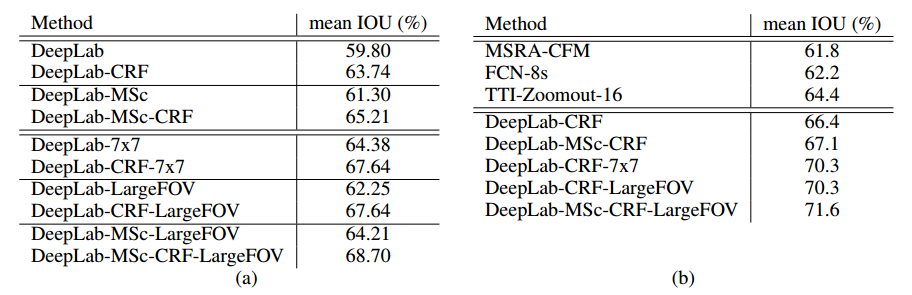 Method mean IOU (%)
DeepLab 59.80
DeepLab-CRF 63.74
DeepLab-MSc 61.30
DeepLab-MSc-CRF 65.21
DeepLab-7x7 64.38
DeepLab-CRF-7x7 67.64
DeepLab-LargeFOV 62.25
DeepLab-CRF-LargeFOV 67.64
DeepLab-MSc-LargeFOV 64.21
DeepLab-MSc-CRF-LargeFOV 68.70
(a)
Method mean IOU (%)
MSRA-CFM 61.8
FCN-8s 62.2
TTI-Zoomout-16 64.4
DeepLab-CRF 66.4
DeepLab-MSc-CRF 67.1
DeepLab-CRF-7x7 70.3
DeepLab-CRF-LargeFOV 70.3
DeepLab-MSc-CRF-LargeFOV 71.6
(b)